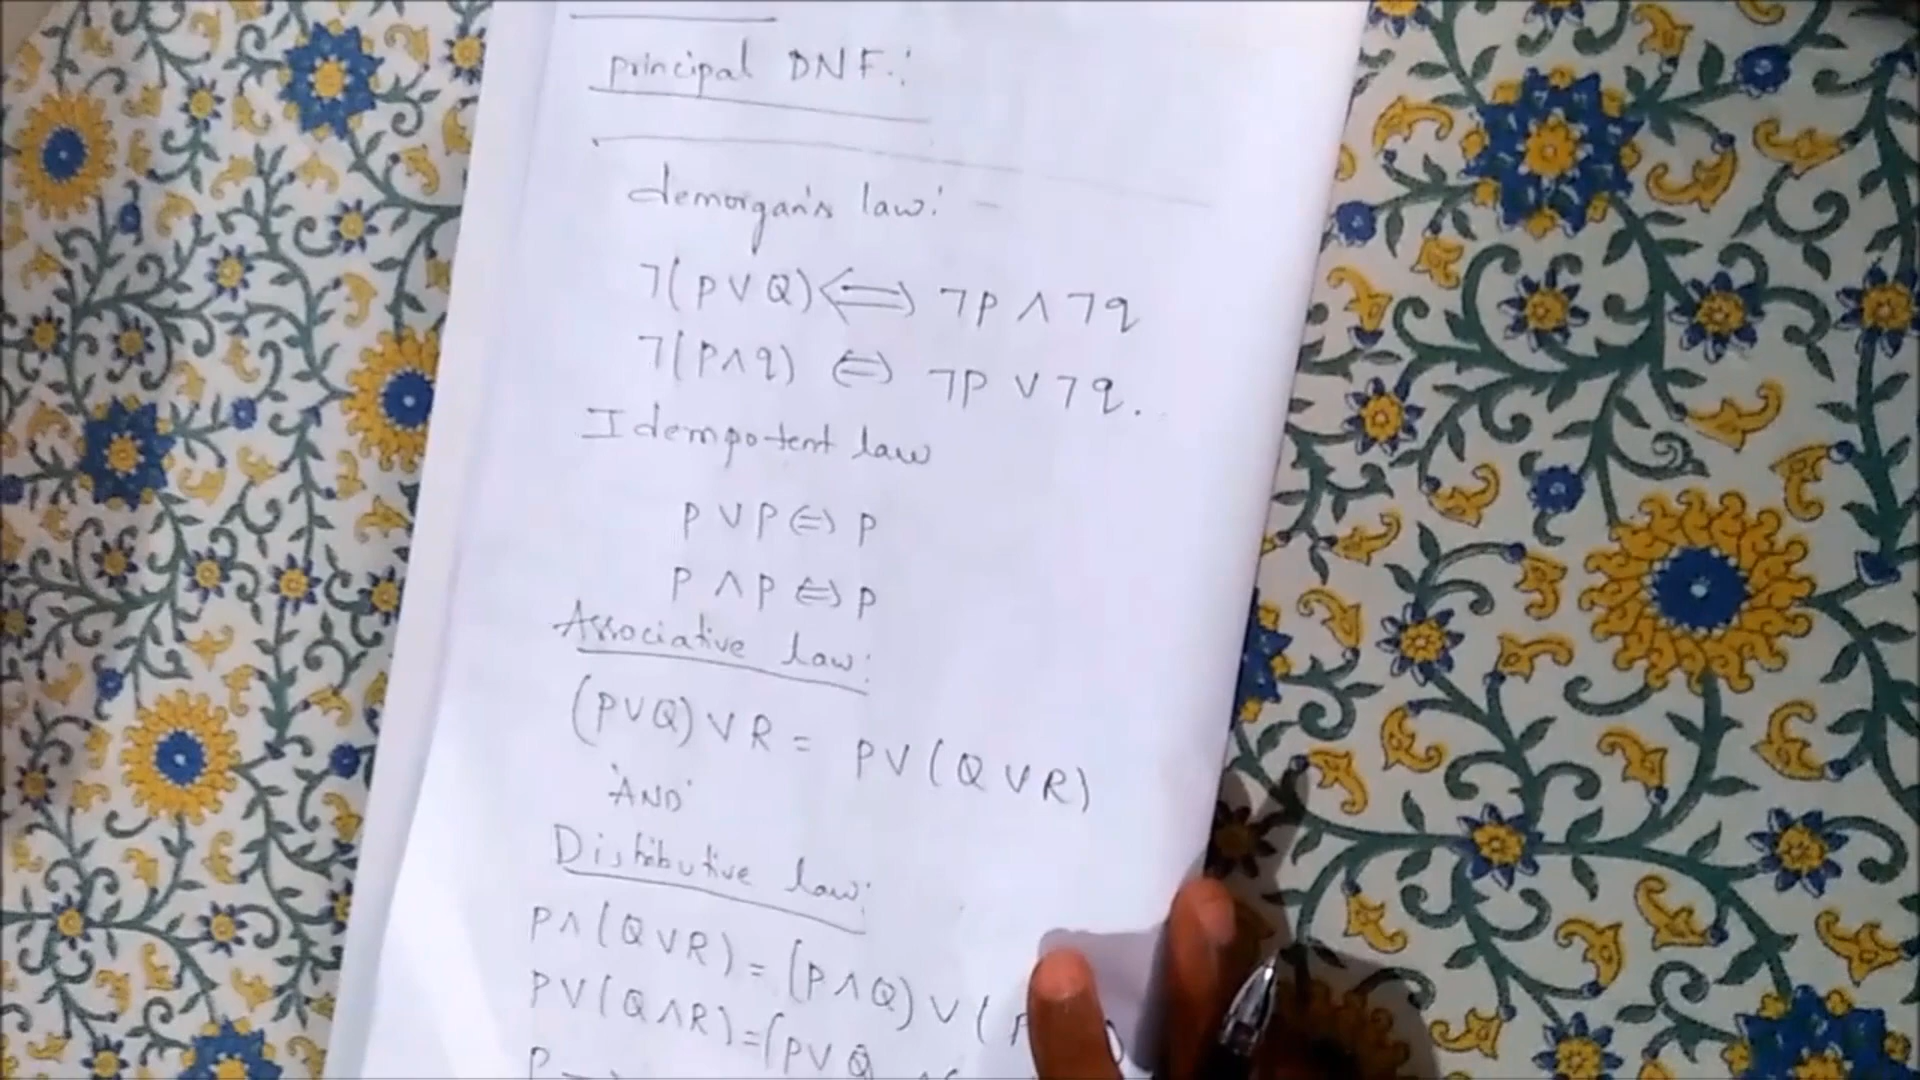 principal DNF:
demorgan's law:
¬(P∨Q) ⟺ ¬P ∧ ¬q
¬(P∧q) ⟺ ¬P ∨ ¬q.
Idempotent law
P ∨ P ⟺ P
P ∧ P ⟺ P
Associative law:
(P∨Q) ∨ R = P∨(Q∨R)
'AND'
Distributive law:
P∧(Q∨R) = (P∧Q) ∨ (
P∨(Q∧R) = (P∨Q
P →